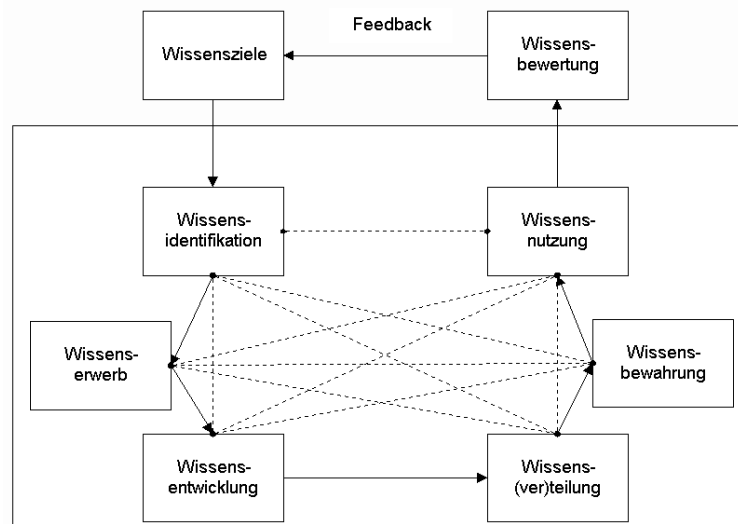 Feedback
Wissensziele
Wissens-
bewertung
Wissens-
identifikation
Wissens-
nutzung
Wissens-
erwerb
Wissens-
bewahrung
Wissens-
entwicklung
Wissens-
(ver)teilung